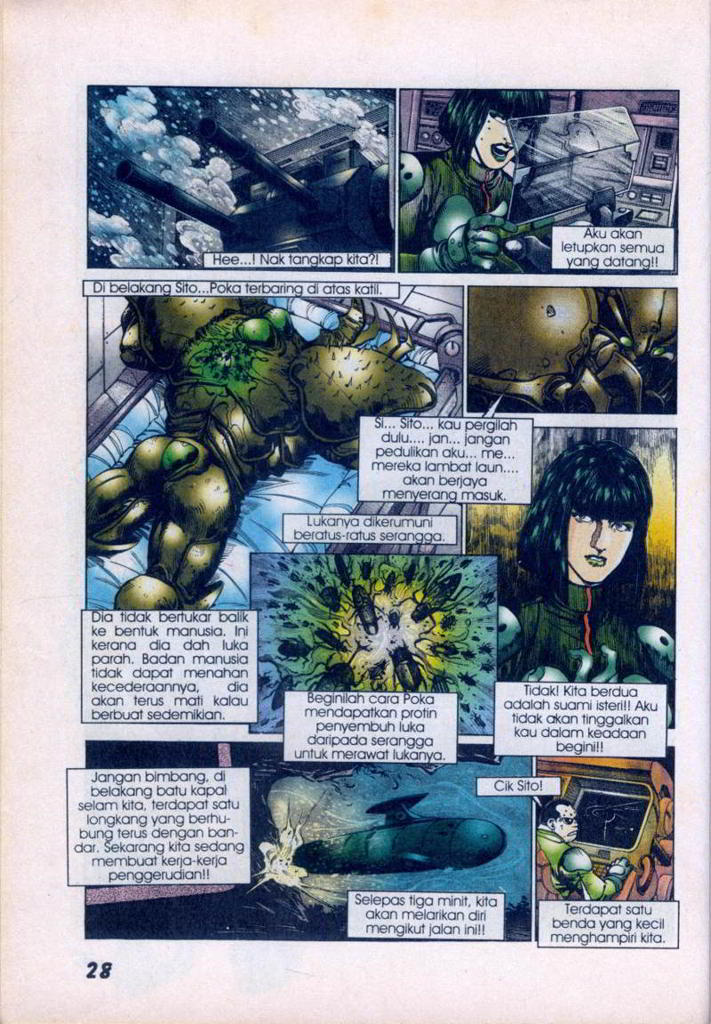 Hee...! Nak tangkap kita?!
Aku akan
letupkan semua
yang datang!!
Di belakang Sito...Poka terbaring di atas katil.
Si... Sito... kau pergilah
dulu.... jan... jangan
pedulikan aku... me...
mereka lambat laun....
akan berjaya
menyerang masuk.
Lukanya dikerumuni
beratus-ratus serangga.
Dia tidak bertukar balik
ke bentuk manusia. Ini
kerana dia dah luka
parah. Badan manusia
tidak dapat menahan
kecederaannya, dia
akan terus mati kalau
berbuat sedemikian.
Beginilah cara Poka
mendapatkan protin
penyembuh luka
daripada serangga
untuk merawat lukanya.
Tidak! Kita berdua
adalah suami isteri!! Aku
tidak akan tinggalkan
kau dalam keadaan
begini!!
Jangan bimbang, di
belakang batu kapal
selam kita, terdapat satu
longkang yang berhu-
bung terus dengan ban-
dar. Sekarang kita sedang
membuat kerja-kerja
penggerudian!!
Selepas tiga minit, kita
akan melarikan diri
mengikut jalan ini!!
Cik Sito!
Terdapat satu
benda yang kecil
menghampiri kita.
28